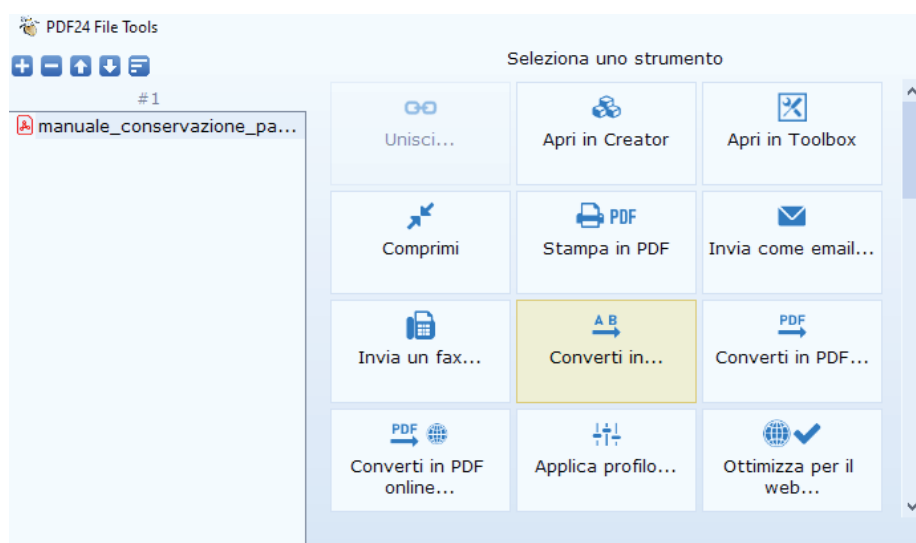 PDF24 File Tools
Seleziona uno strumento
#1
manuale_conservazione_pa...
Unisci...
Apri in Creator
Apri in Toolbox
Comprimi
PDF
Stampa in PDF
Invia come email...
Invia un fax...
A B
Converti in...
PDF
Converti in PDF...
PDF
Converti in PDF
online...
Applica profilo...
Ottimizza per il
web...